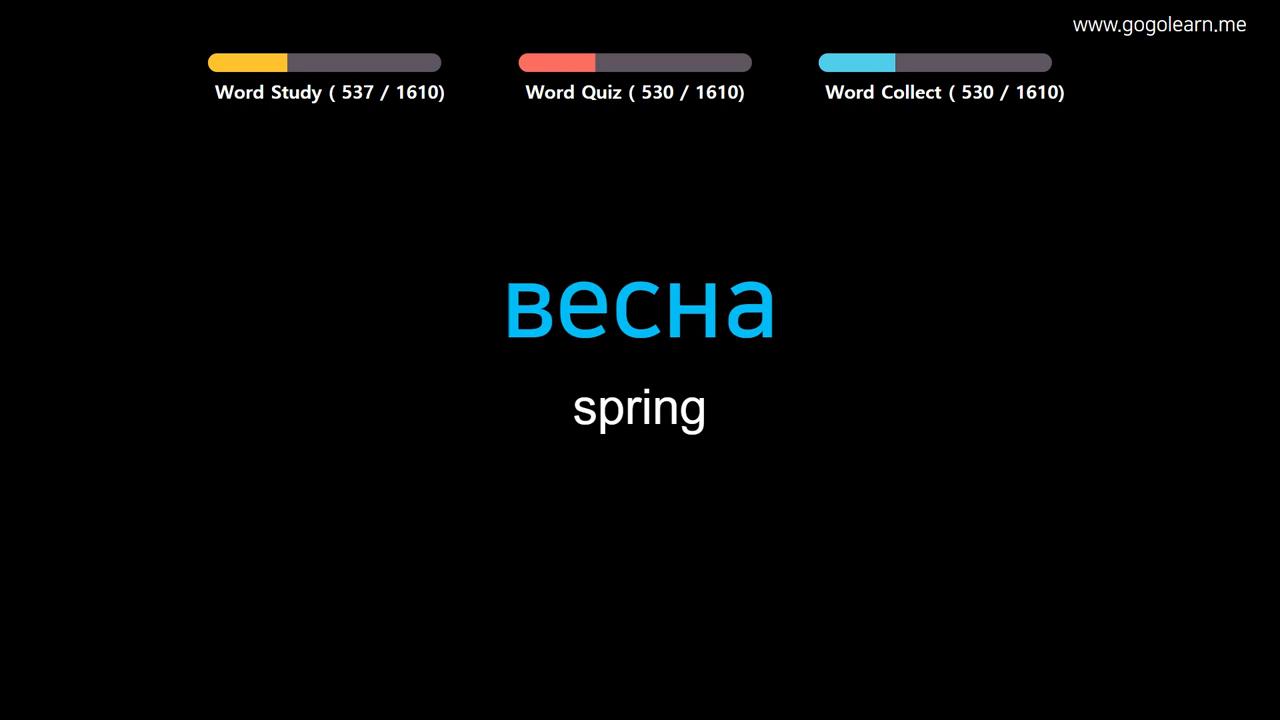 www.gogolearn.me
Word Study ( 537 / 1610)
Word Quiz ( 530 / 1610)
Word Collect ( 530 / 1610)
весна
spring